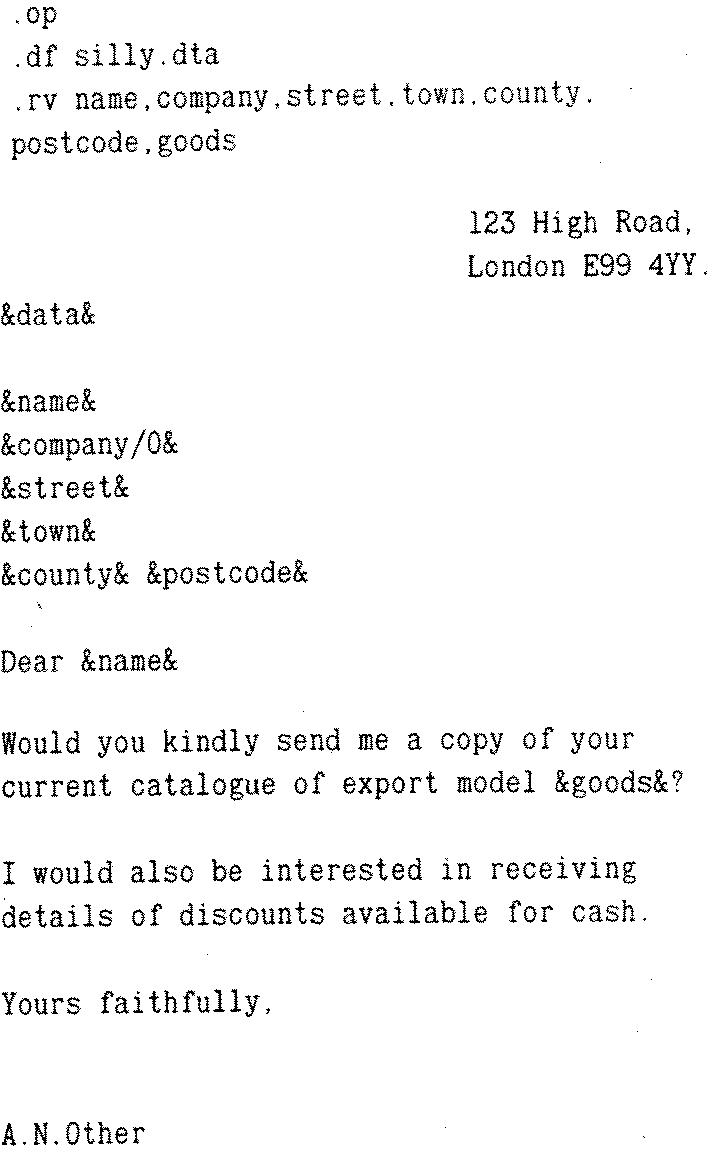 .op
.df silly.dta
.rv name,company,street,town,county,
postcode,goods
123 High Road,
London E99 4YY.
&data&
&name&
&company/0&
&street&
&town&
&county& &postcode&
Dear &name&
Would you kindly send me a copy of your
current catalogue of export model &goods&?
I would also be interested in receiving
details of discounts available for cash.
Yours faithfully,
A.N.Other